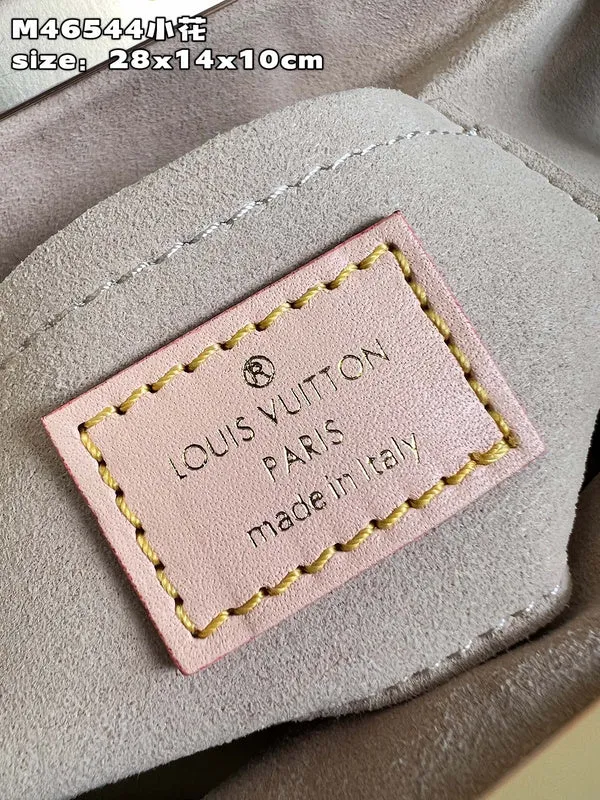 M46544小花
size: 28x14x10cm
®
LOUIS VUITTON
PARIS
made in Italy